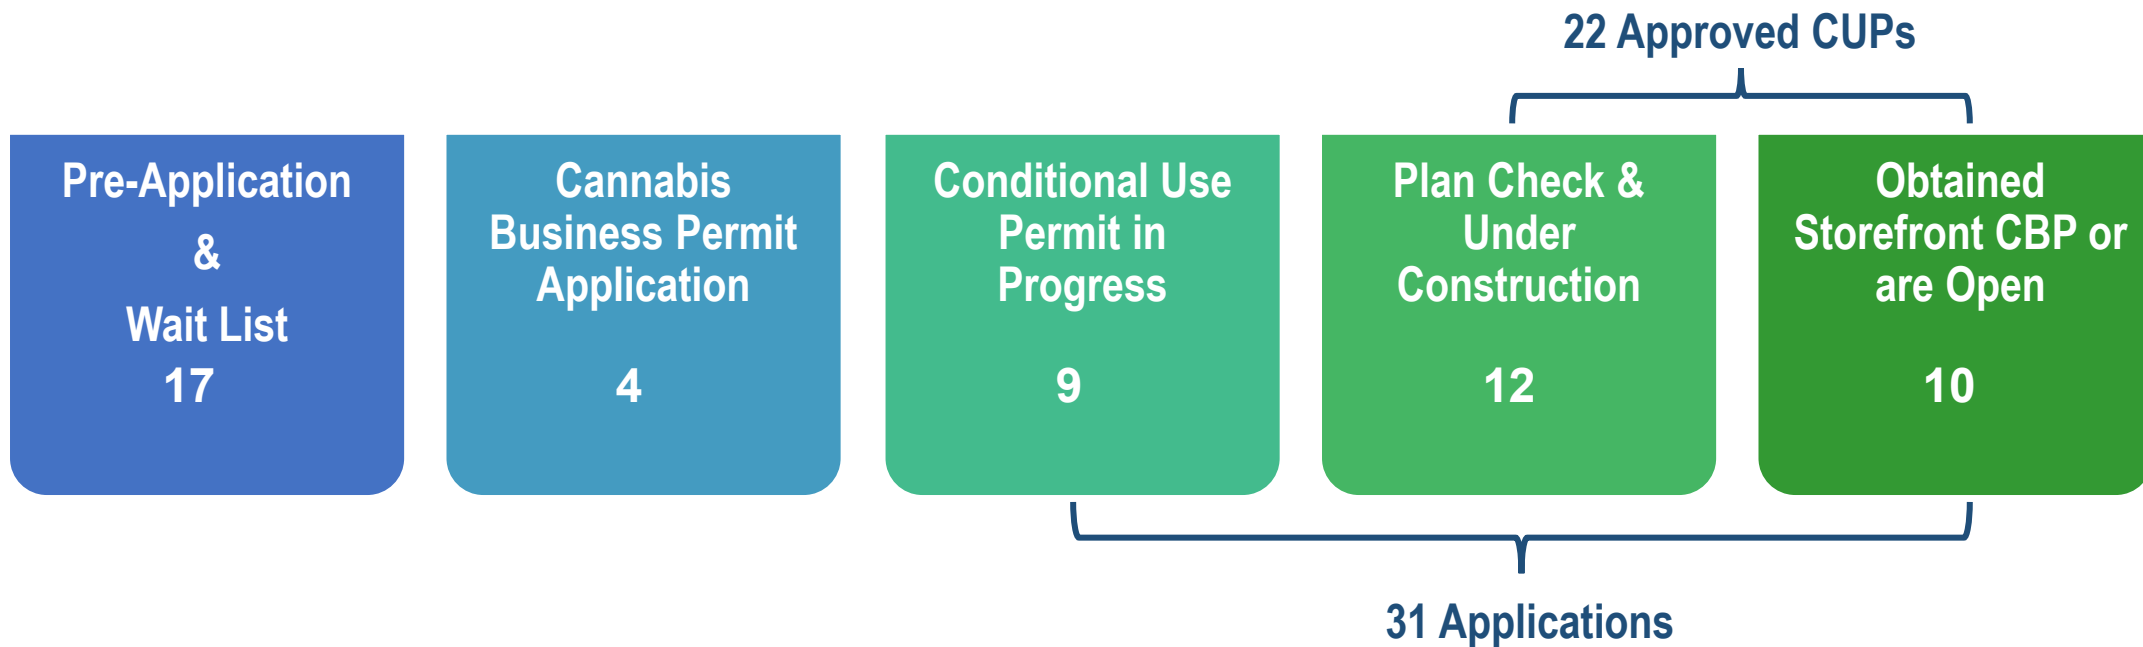 22 Approved CUPs
Pre-Application
&
Wait List
17
Cannabis
Business Permit
Application
4
Conditional Use
Permit in
Progress
9
Plan Check &
Under
Construction
12
Obtained
Storefront CBP or
are Open
10
31 Applications